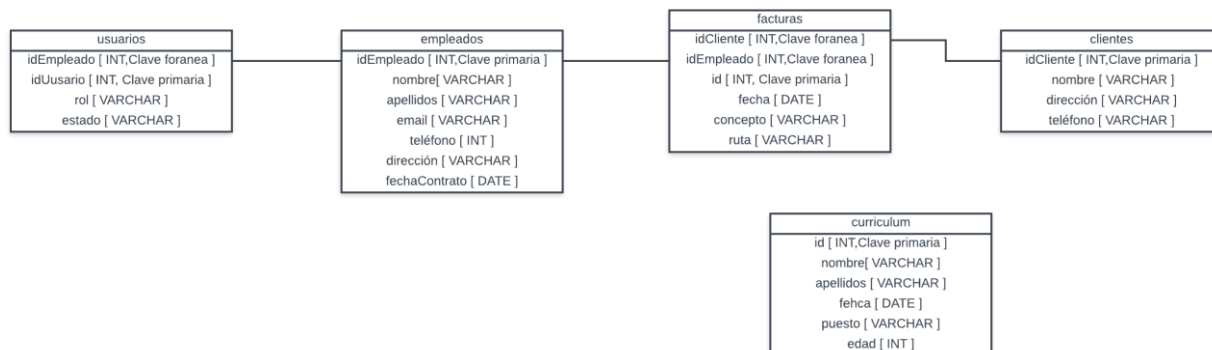 usuarios
idEmpleado [ INT,Clave foranea ]
idUusario [ INT, Clave primaria ]
rol [ VARCHAR ]
estado [ VARCHAR ]
empleados
idEmpleado [ INT,Clave primaria ]
nombre[ VARCHAR ]
apellidos [ VARCHAR ]
email [ VARCHAR ]
teléfono [ INT ]
dirección [ VARCHAR ]
fechaContrato [ DATE ]
facturas
idCliente [ INT,Clave foranea ]
idEmpleado [ INT,Clave foranea ]
id [ INT, Clave primaria ]
fecha [ DATE ]
concepto [ VARCHAR ]
ruta [ VARCHAR ]
clientes
idCliente [ INT,Clave primaria ]
nombre [ VARCHAR ]
dirección [ VARCHAR ]
teléfono [ VARCHAR ]
curriculum
id [ INT,Clave primaria ]
nombre[ VARCHAR ]
apellidos [ VARCHAR ]
fehca [ DATE ]
puesto [ VARCHAR ]
edad [ INT ]